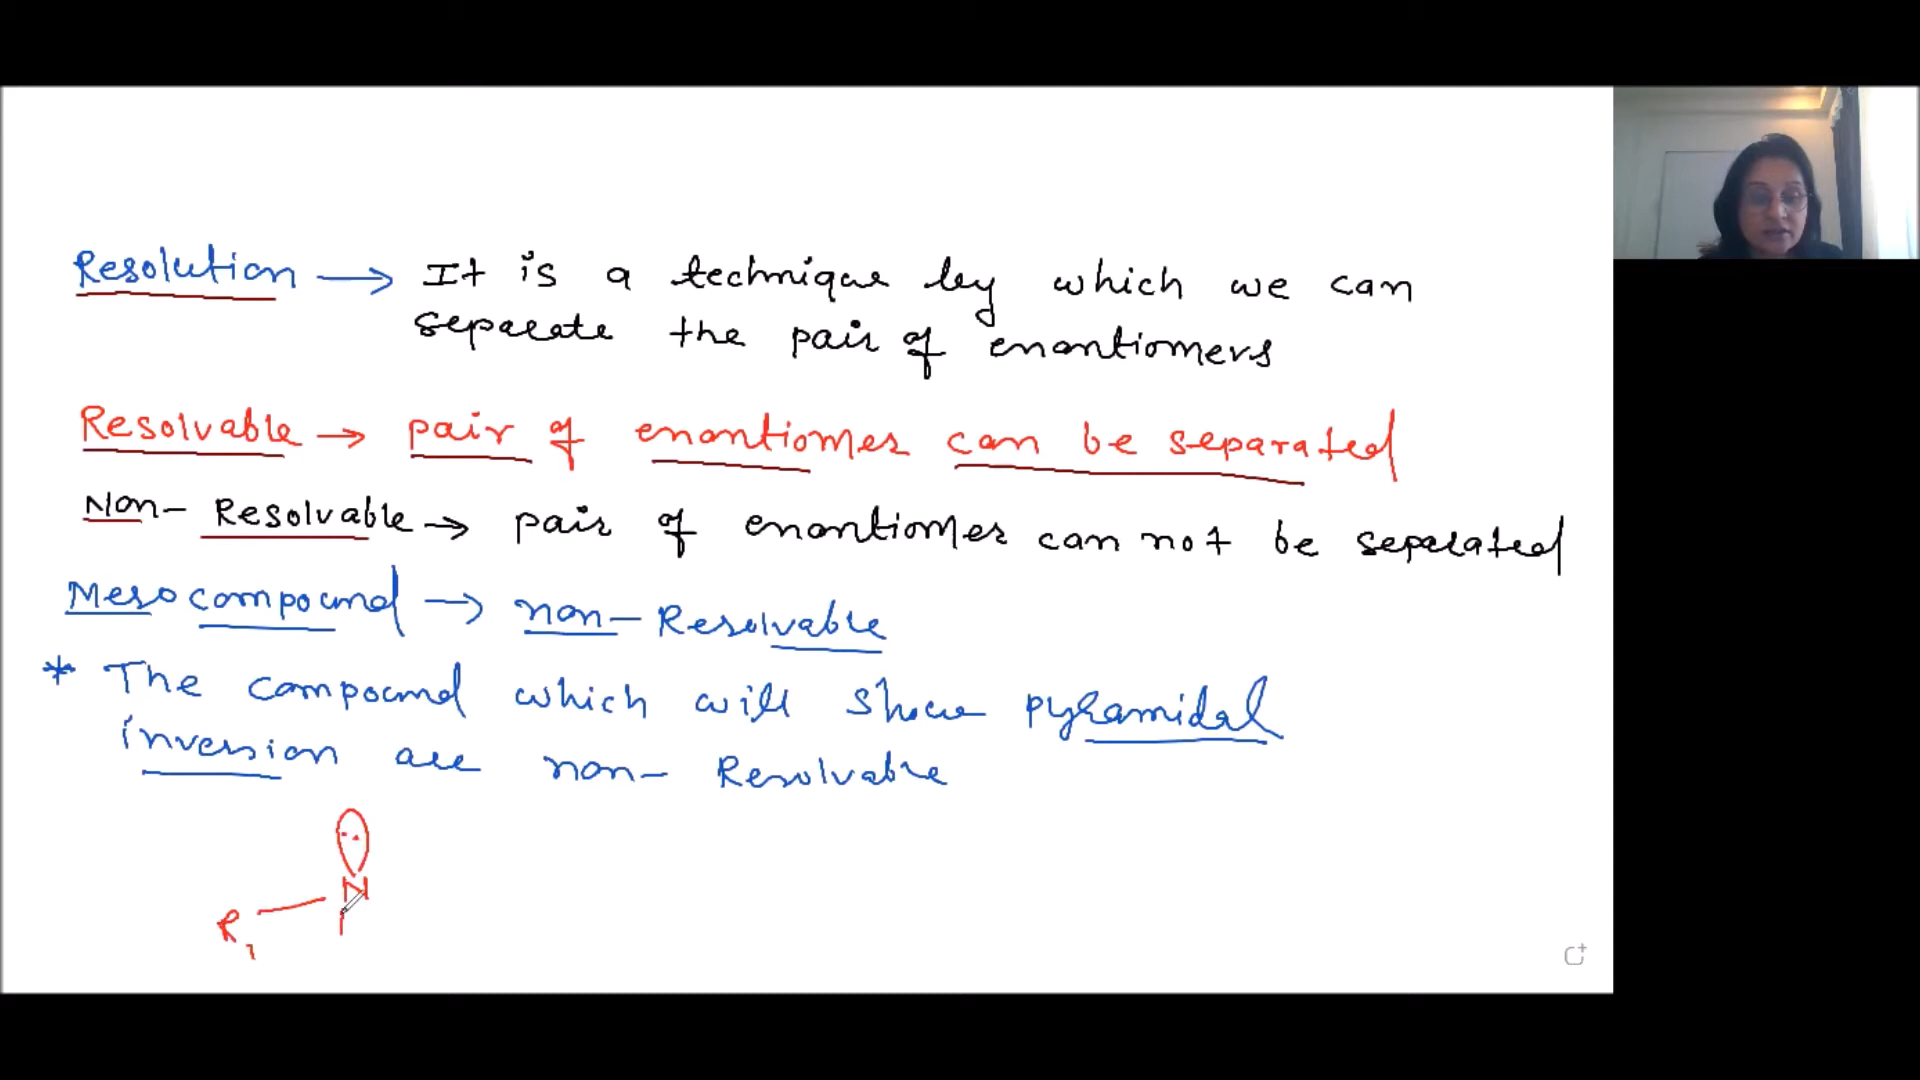 Resolution → It is a technique by which we can
separate the pair of enantiomers
Resolvable → pair of enantiomer can be separated
Non- Resolvable → pair of enantiomer can not be separated
Meso compound → non- Resolvable
* The compound which will show pyramidal
inversion are non- Resolvable
N
R1